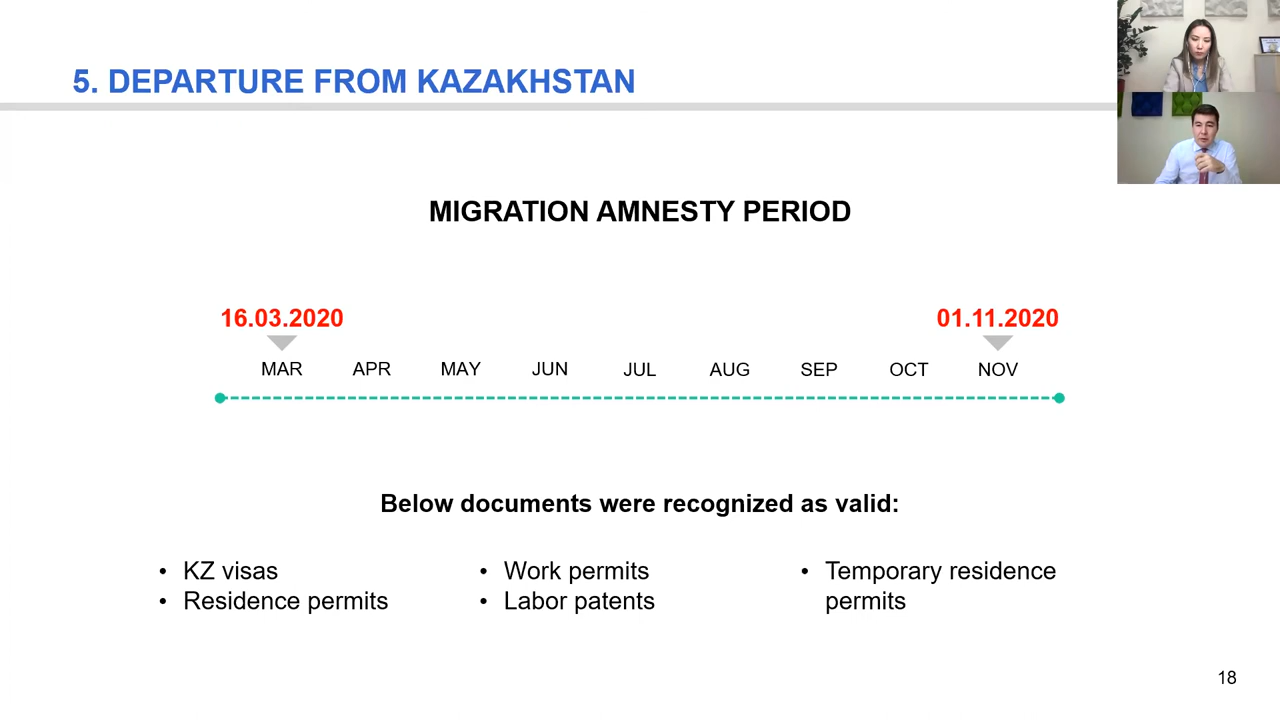 5. DEPARTURE FROM KAZAKHSTAN
MIGRATION AMNESTY PERIOD
16.03.2020 01.11.2020
MAR APR MAY JUN JUL AUG SEP OCT NOV
Below documents were recognized as valid:
• KZ visas
• Residence permits
• Work permits
• Labor patents
• Temporary residence
permits
18